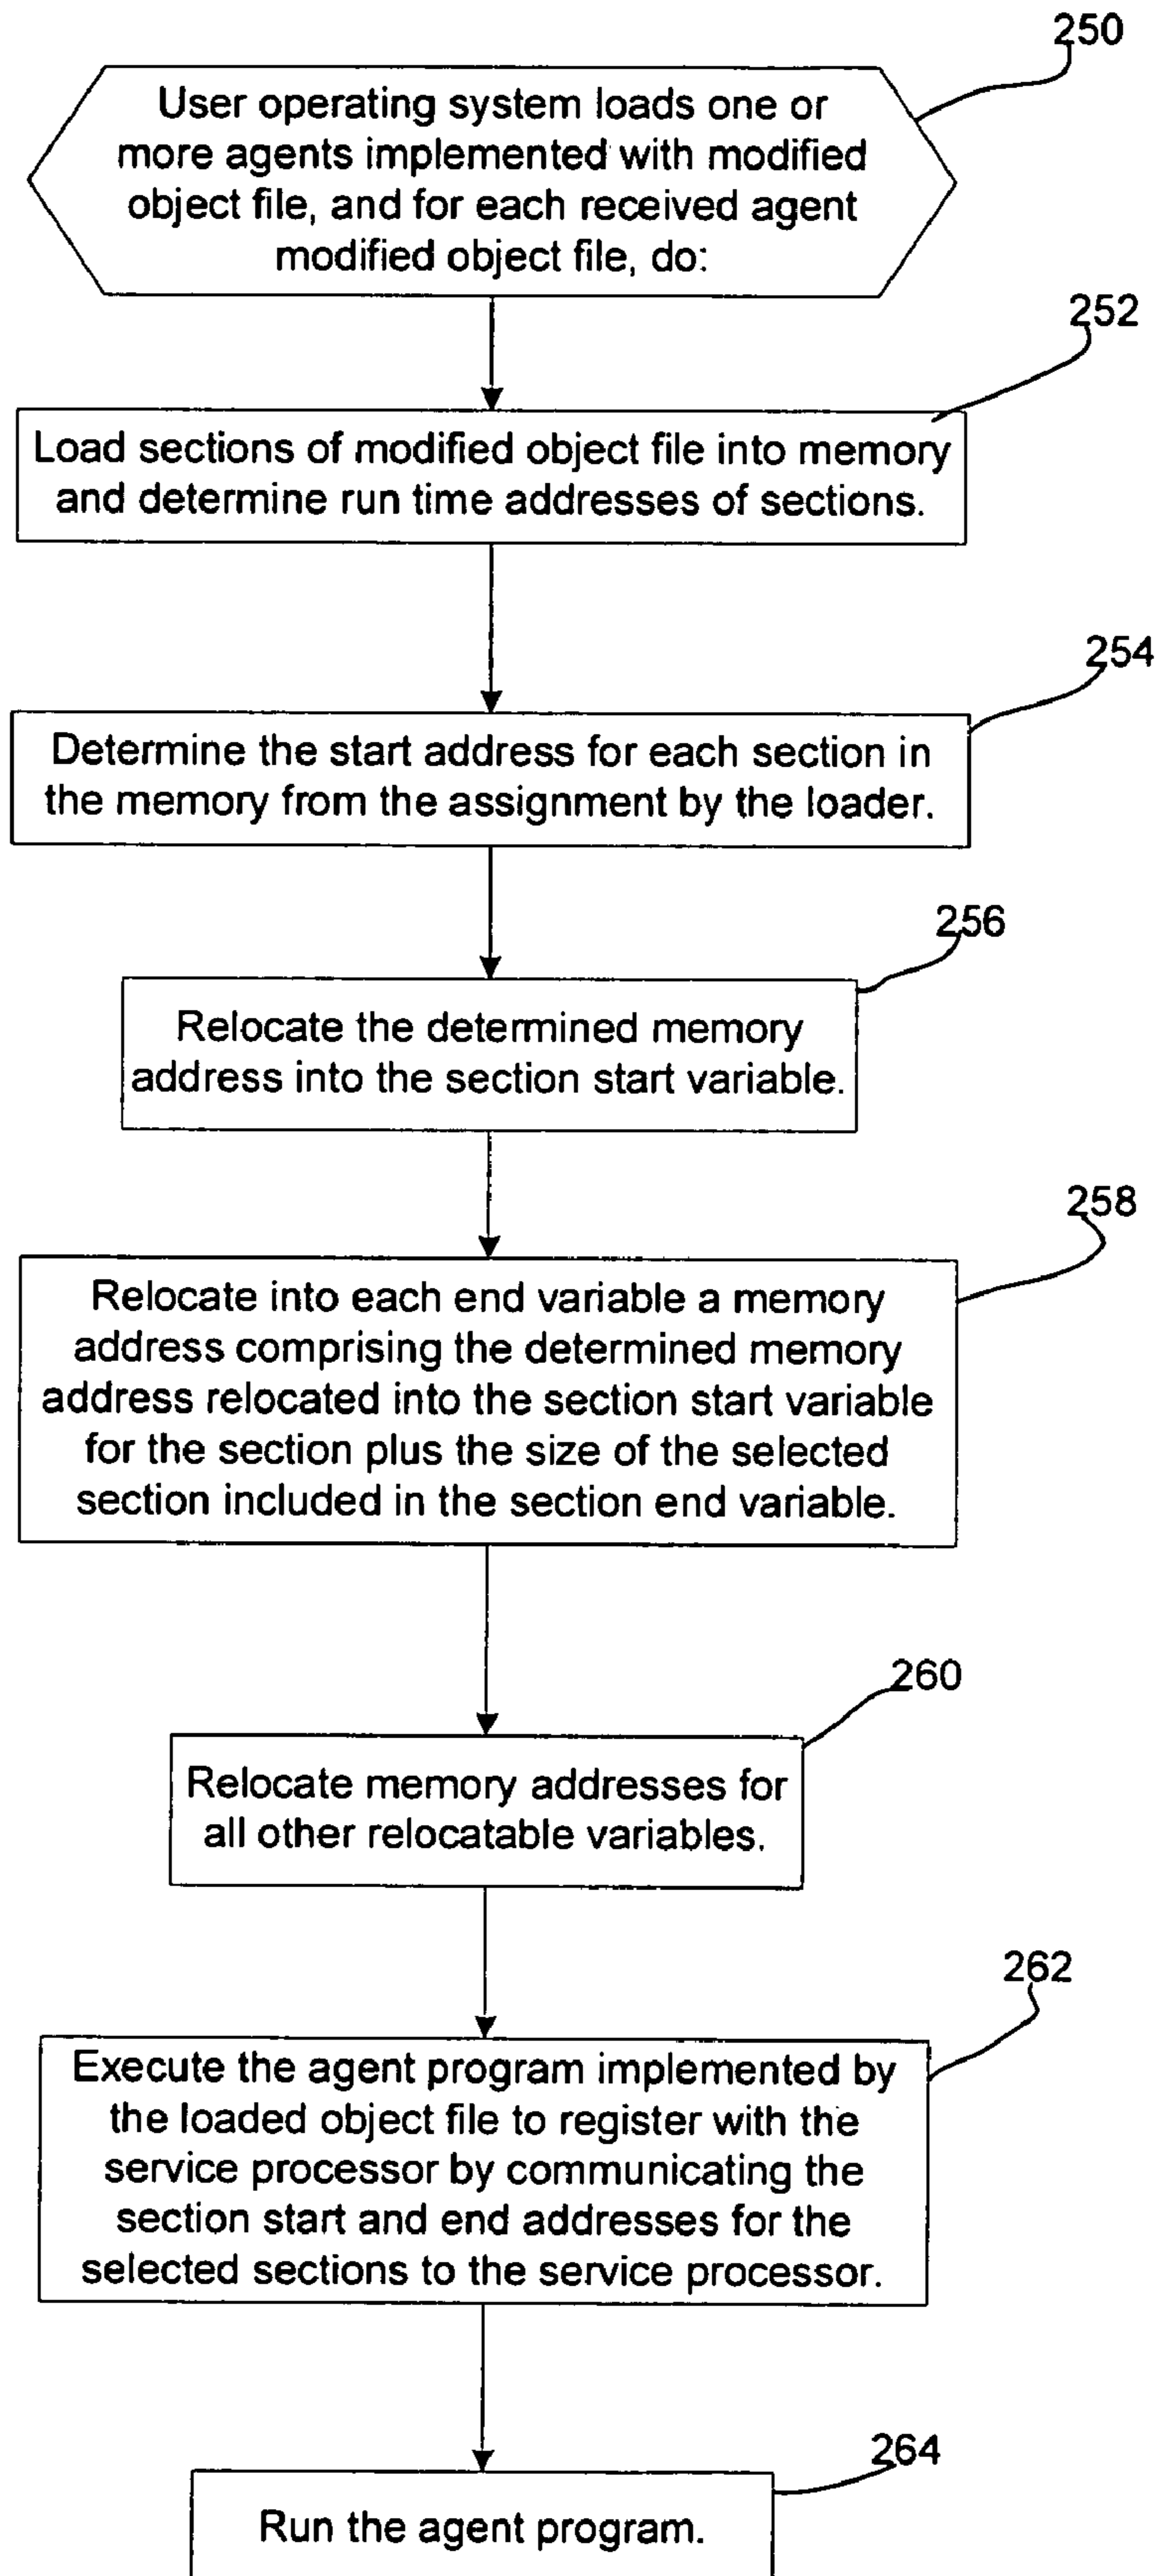 250
User operating system loads one or
more agents implemented with modified
object file, and for each received agent
modified object file, do:
252
Load sections of modified object file into memory
and determine run time addresses of sections.
254
Determine the start address for each section in
the memory from the assignment by the loader.
256
Relocate the determined memory
address into the section start variable.
258
Relocate into each end variable a memory
address comprising the determined memory
address relocated into the section start variable
for the section plus the size of the selected
section included in the section end variable.
260
Relocate memory addresses for
all other relocatable variables.
262
Execute the agent program implemented by
the loaded object file to register with the
service processor by communicating the
section start and end addresses for the
selected sections to the service processor.
264
Run the agent program.